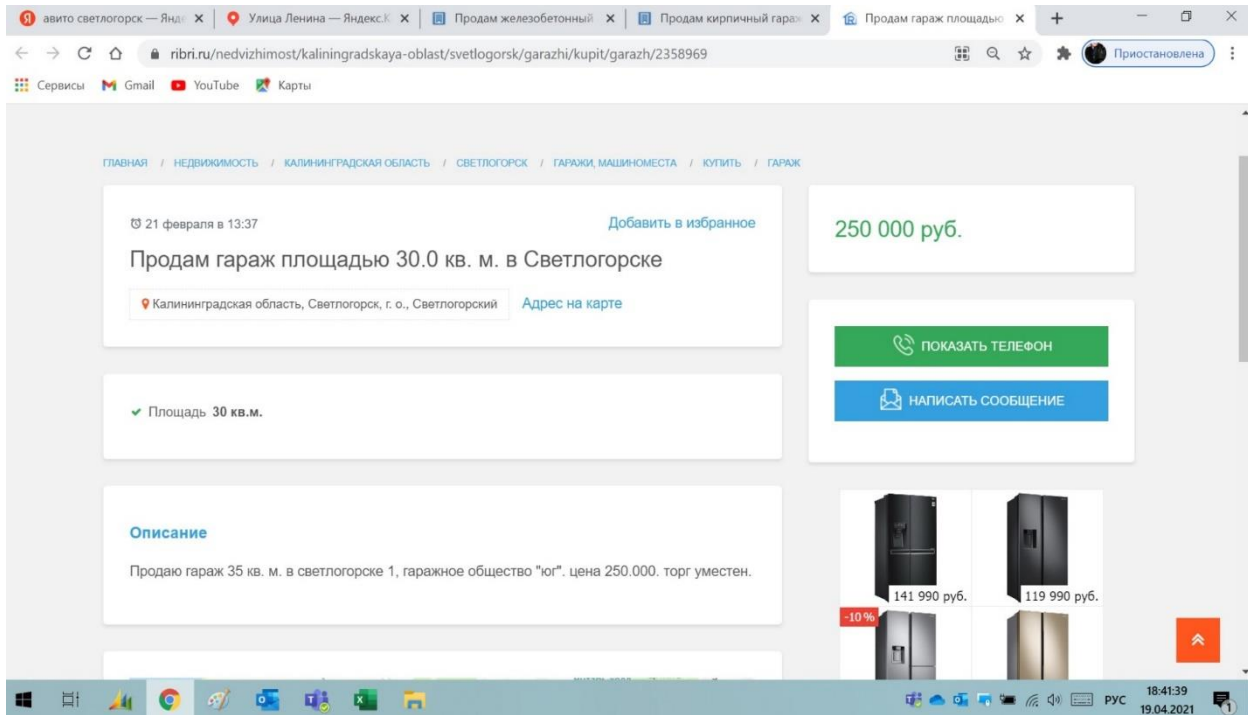 авито светлогорск — Янд
Улица Ленина — Яндекс.К
Продам железобетонный
Продам кирпичный гараж
Продам гараж площадью
ribri.ru/nedvizhimost/kaliningradskaya-oblast/svetlogorsk/garazhi/kupit/garazh/2358969
Приостановлена
Сервисы Gmail YouTube Карты
ГЛАВНАЯ / НЕДВИЖИМОСТЬ / КАЛИНИНГРАДСКАЯ ОБЛАСТЬ / СВЕТЛОГОРСК / ГАРАЖИ, МАШИНОМЕСТА / КУПИТЬ / ГАРАЖ
21 февраля в 13:37
Добавить в избранное
Продам гараж площадью 30.0 кв. м. в Светлогорске
Калининградская область, Светлогорск, г. о., Светлогорский
Адрес на карте
250 000 руб.
ПОКАЗАТЬ ТЕЛЕФОН
НАПИСАТЬ СООБЩЕНИЕ
Площадь 30 кв.м.
Описание
Продаю гараж 35 кв. м. в светлогорске 1, гаражное общество "юг". цена 250.000. торг уместен.
141 990 руб.
119 990 руб.
-10%
РУС
18:41:39
19.04.2021
1